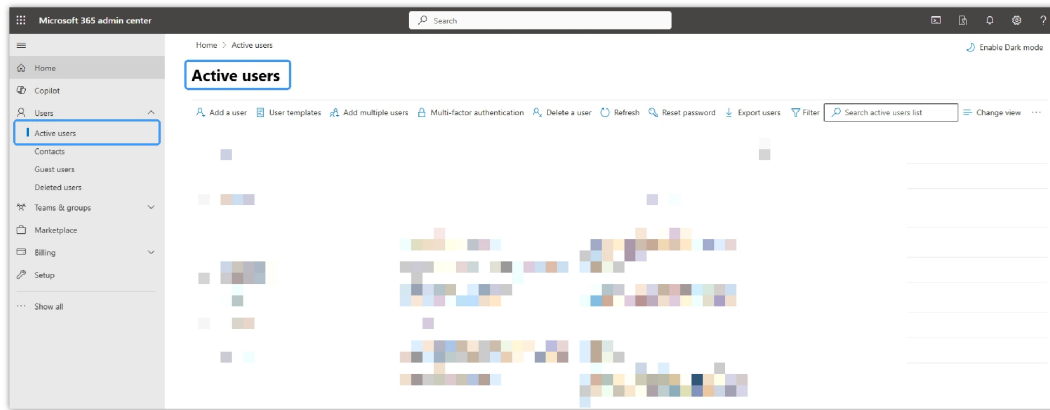 Microsoft 365 admin center
Search
?
Home > Active users
Enable Dark mode
Home
Active users
Copilot
Users
Add a user
User templates
Add multiple users
Multi-factor authentication
Delete a user
Refresh
Reset password
Export users
Filter
Search active users list
Change view
...
Active users
Contacts
Guest users
Deleted users
Teams & groups
Marketplace
Billing
Setup
... Show all